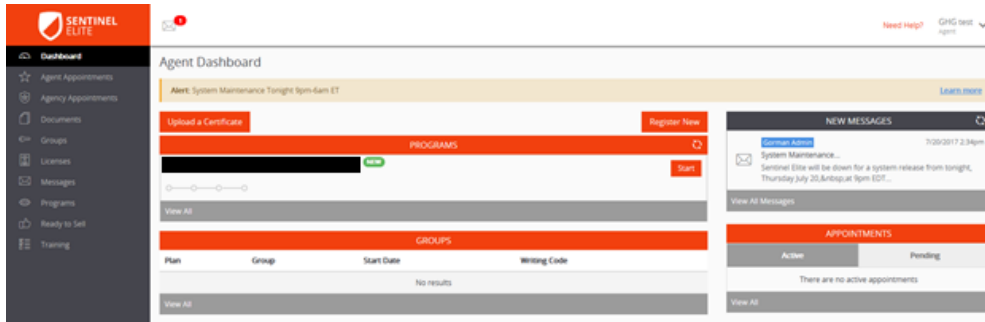 SENTINEL
ELITE
1
Need Help?
GHG test
Agent
Dashboard
Agent Appointments
Agency Appointments
Documents
Groups
Licenses
Messages
Programs
Ready to Sell
Training
Agent Dashboard
Alert: System Maintenance Tonight 9pm-6am ET
Learn more
Upload a Certificate
Register New
PROGRAMS
NEW
Start
View All
GROUPS
Plan Group Start Date Writing Code
No results
View All
NEW MESSAGES
Gorman Admin 7/20/2017 2:34pm
System Maintenance...
Sentinel Elite will be down for a system release from tonight,
Thursday July 20,&nbsp;at 9pm EDT...
View All Messages
APPOINTMENTS
Active Pending
There are no active appointments
View All